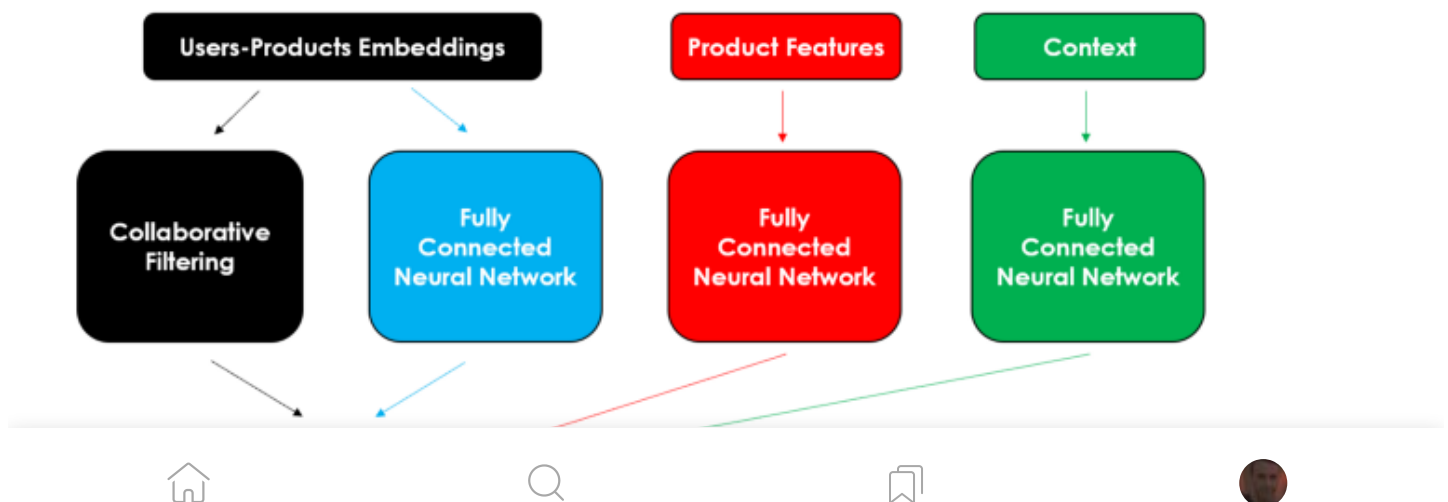 Users-Products Embeddings
Product Features
Context
Collaborative
Filtering
Fully
Connected
Neural Network
Fully
Connected
Neural Network
Fully
Connected
Neural Network